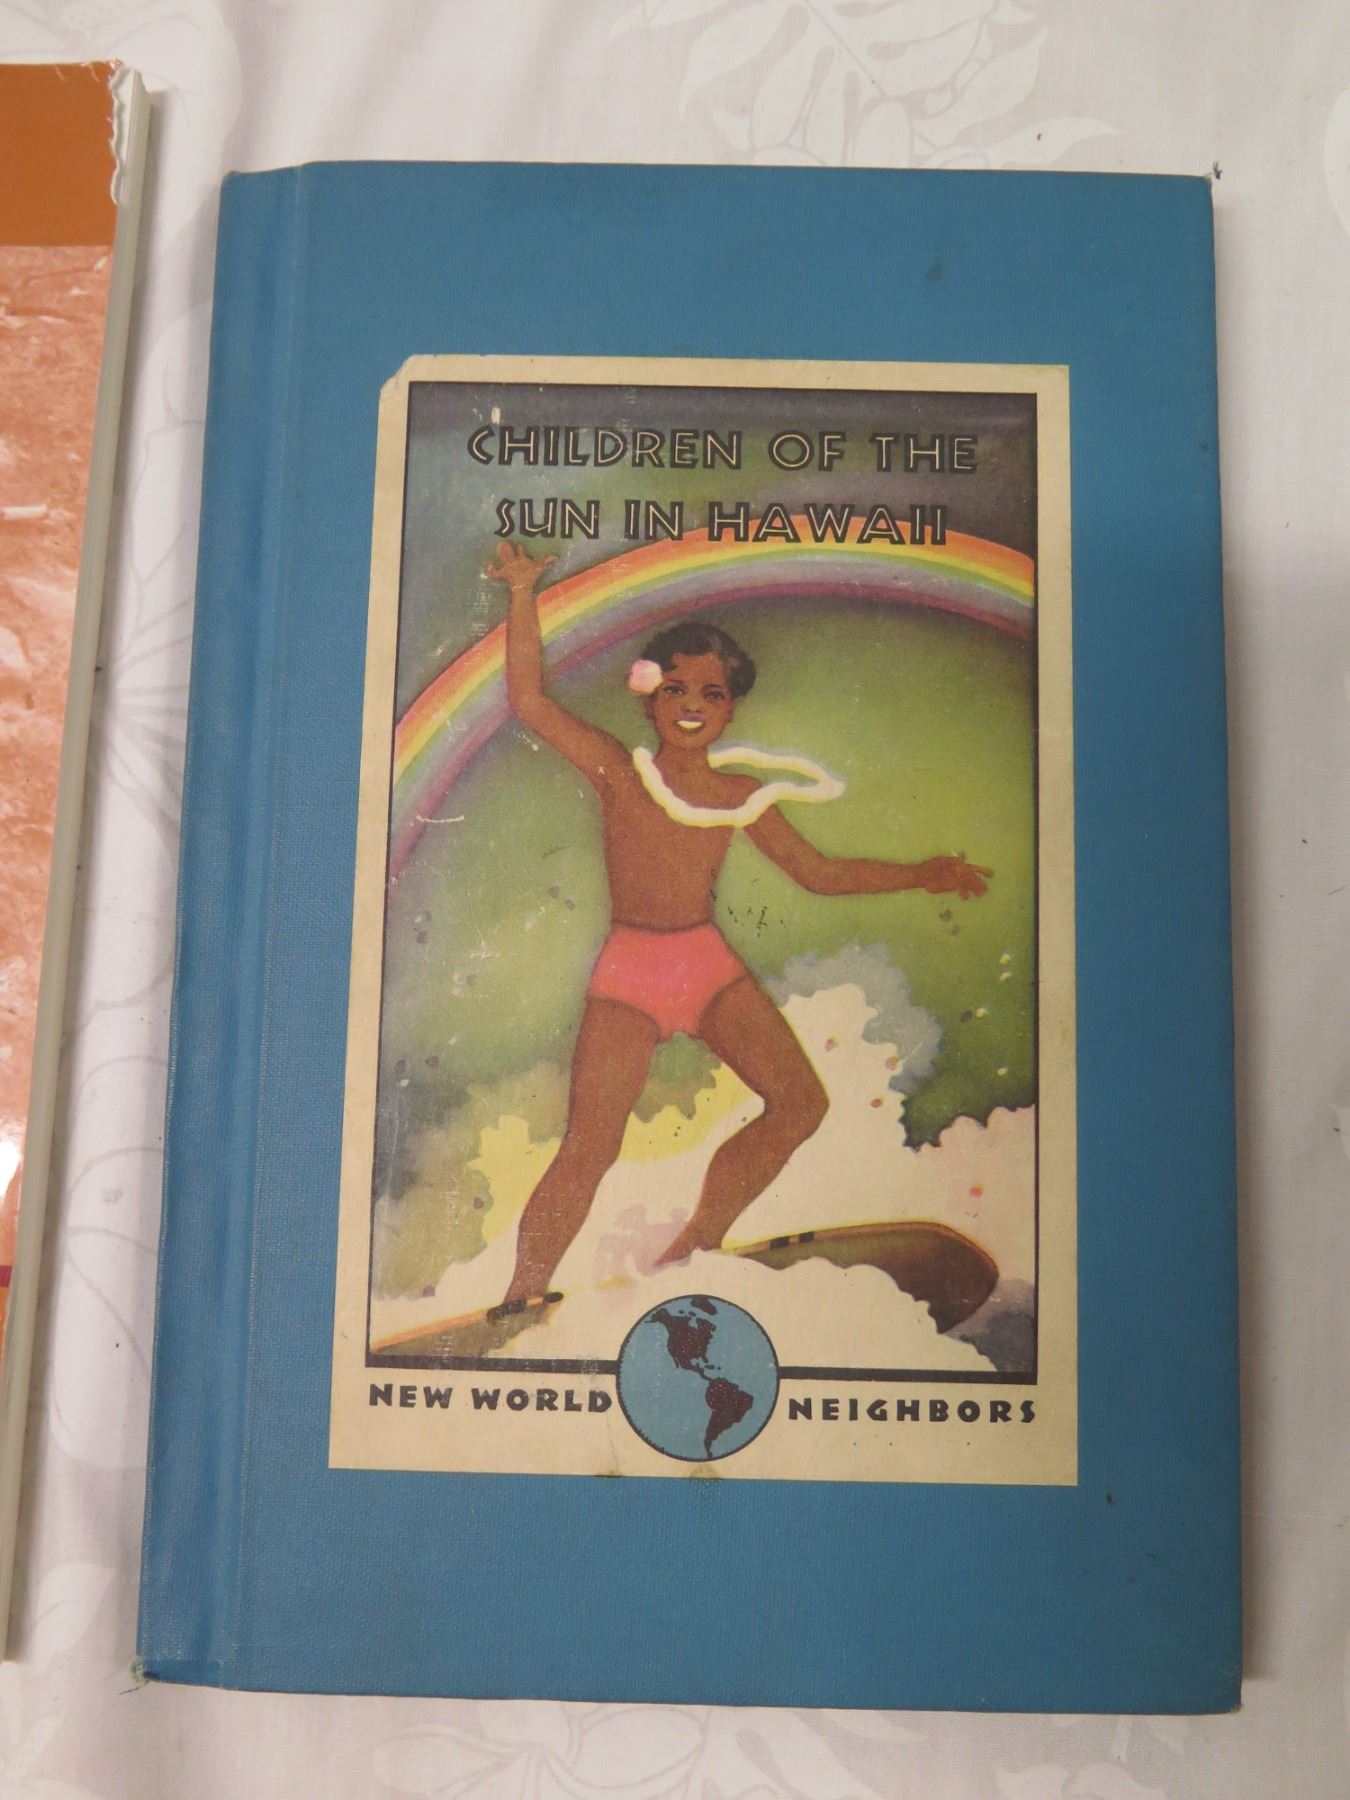 CHILDREN OF THE
SUN IN HAWAII
NEW WORLD NEIGHBORS